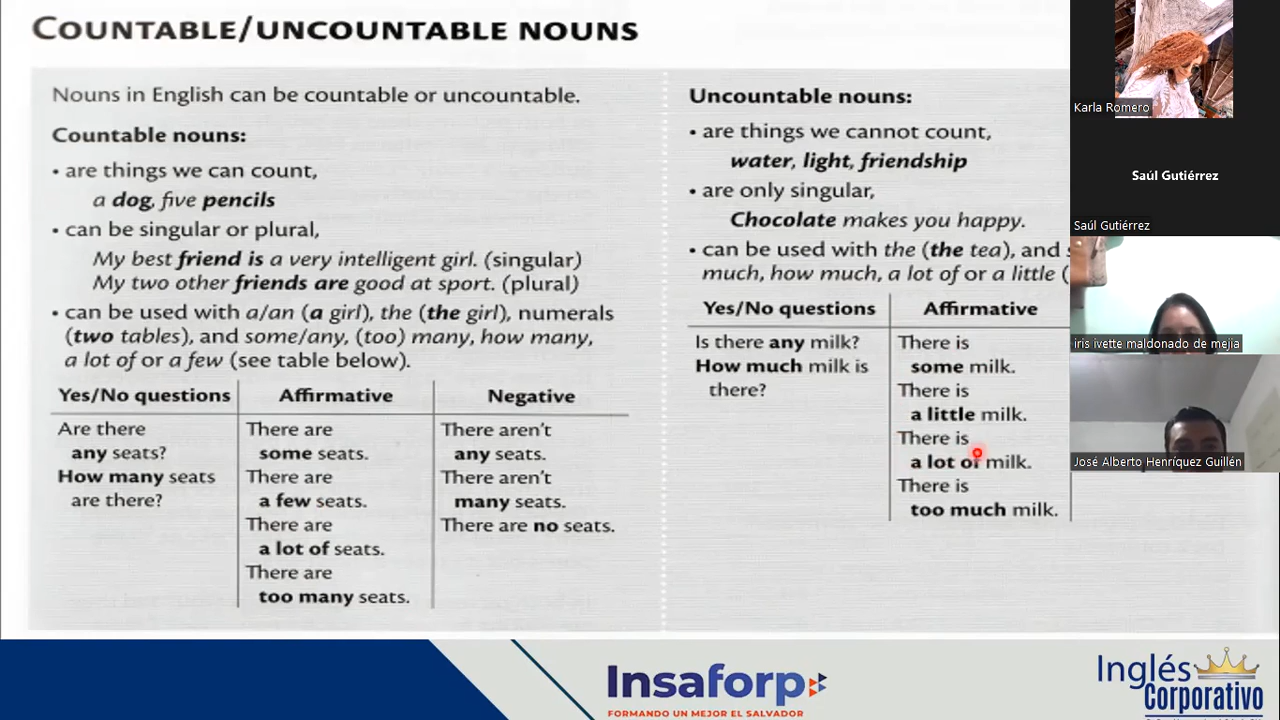 COUNTABLE/UNCOUNTABLE NOUNS
Nouns in English can be countable or uncountable.
Countable nouns:
• are things we can count,
a dog, five pencils
• can be singular or plural,
My best friend is a very intelligent girl. (singular)
My two other friends are good at sport. (plural)
• can be used with a/an (a girl), the (the girl), numerals
(two tables), and some/any, (too) many, how many,
a lot of or a few (see table below).
Yes/No questions Affirmative Negative
Are there There are There aren't
any seats? some seats. any seats.
How many seats There are There aren't
are there? a few seats. many seats.
There are There are no seats.
a lot of seats.
There are
too many seats.
Uncountable nouns:
• are things we cannot count,
water, light, friendship
• are only singular,
Chocolate makes you happy.
• can be used with the (the tea), and
much, how much, a lot of or a little (
Yes/No questions Affirmative
Is there any milk? There is
How much milk is some milk.
there? There is
a little milk.
There is
a lot of milk.
There is
too much milk.
Karla Romero
Saúl Gutiérrez
Saúl Gutiérrez
iris ivette maldonado de mejia
José Alberto Henríquez Guillén
Insaforp
FORMANDO UN MEJOR EL SALVADOR
Inglés
Corporativo